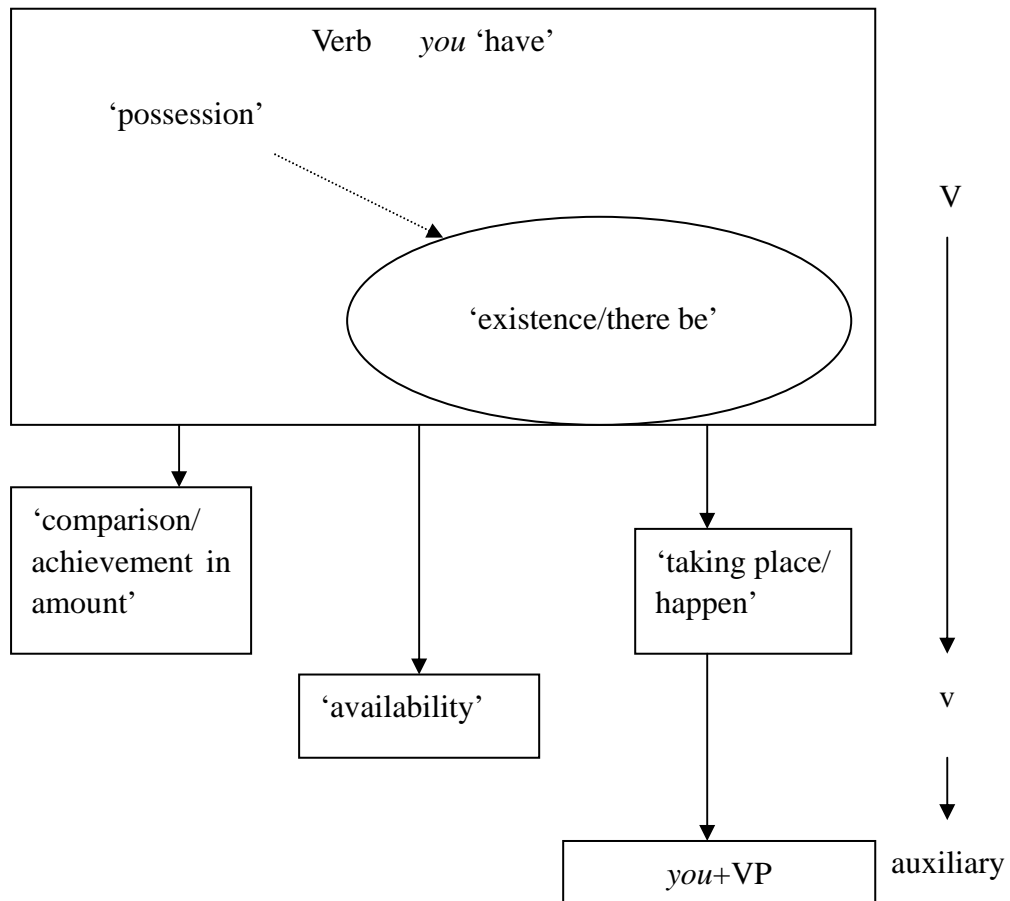 Verb you ‘have’
‘possession’
V
‘existence/there be’
‘comparison/
achievement in
amount’
‘taking place/
happen’
‘availability’
v
you+VP
auxiliary